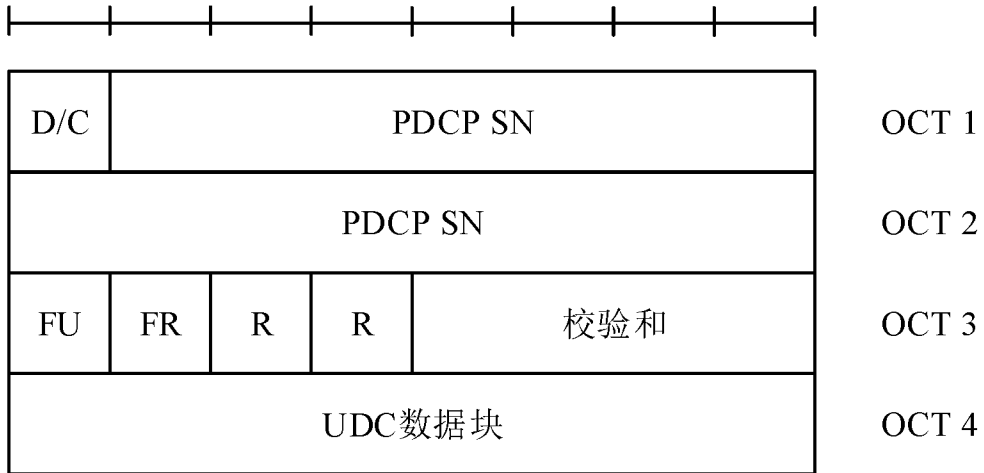 D/C PDCP SN OCT 1
PDCP SN OCT 2
FU FR R R 校验和 OCT 3
UDC数据块 OCT 4